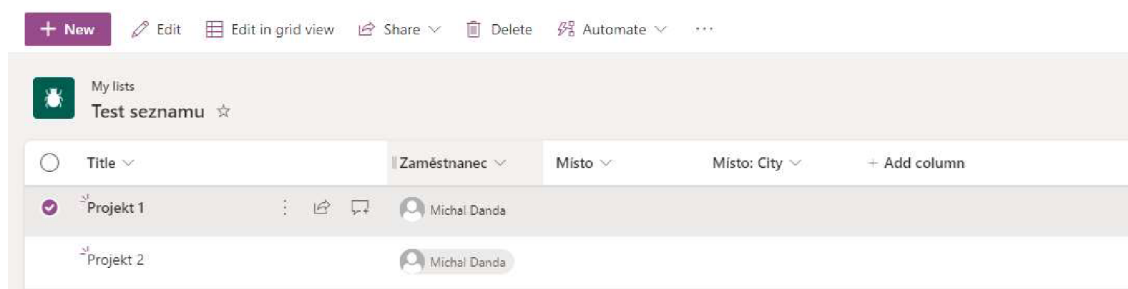 New Edit Edit in grid view Share Delete Automate ...
My lists
Test seznamu
Title Zaměstnanec Místo Místo: City + Add column
Projekt 1 Michal Danda
Projekt 2 Michal Danda